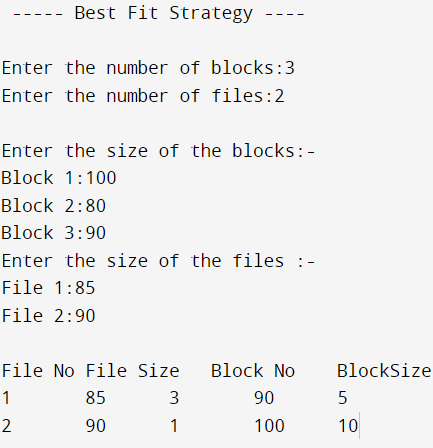 ----- Best Fit Strategy ----
Enter the number of blocks:3
Enter the number of files:2
Enter the size of the blocks:-
Block 1:100
Block 2:80
Block 3:90
Enter the size of the files :-
File 1:85
File 2:90
File No File Size Block No BlockSize
1 85 3 90 5
2 90 1 100 10